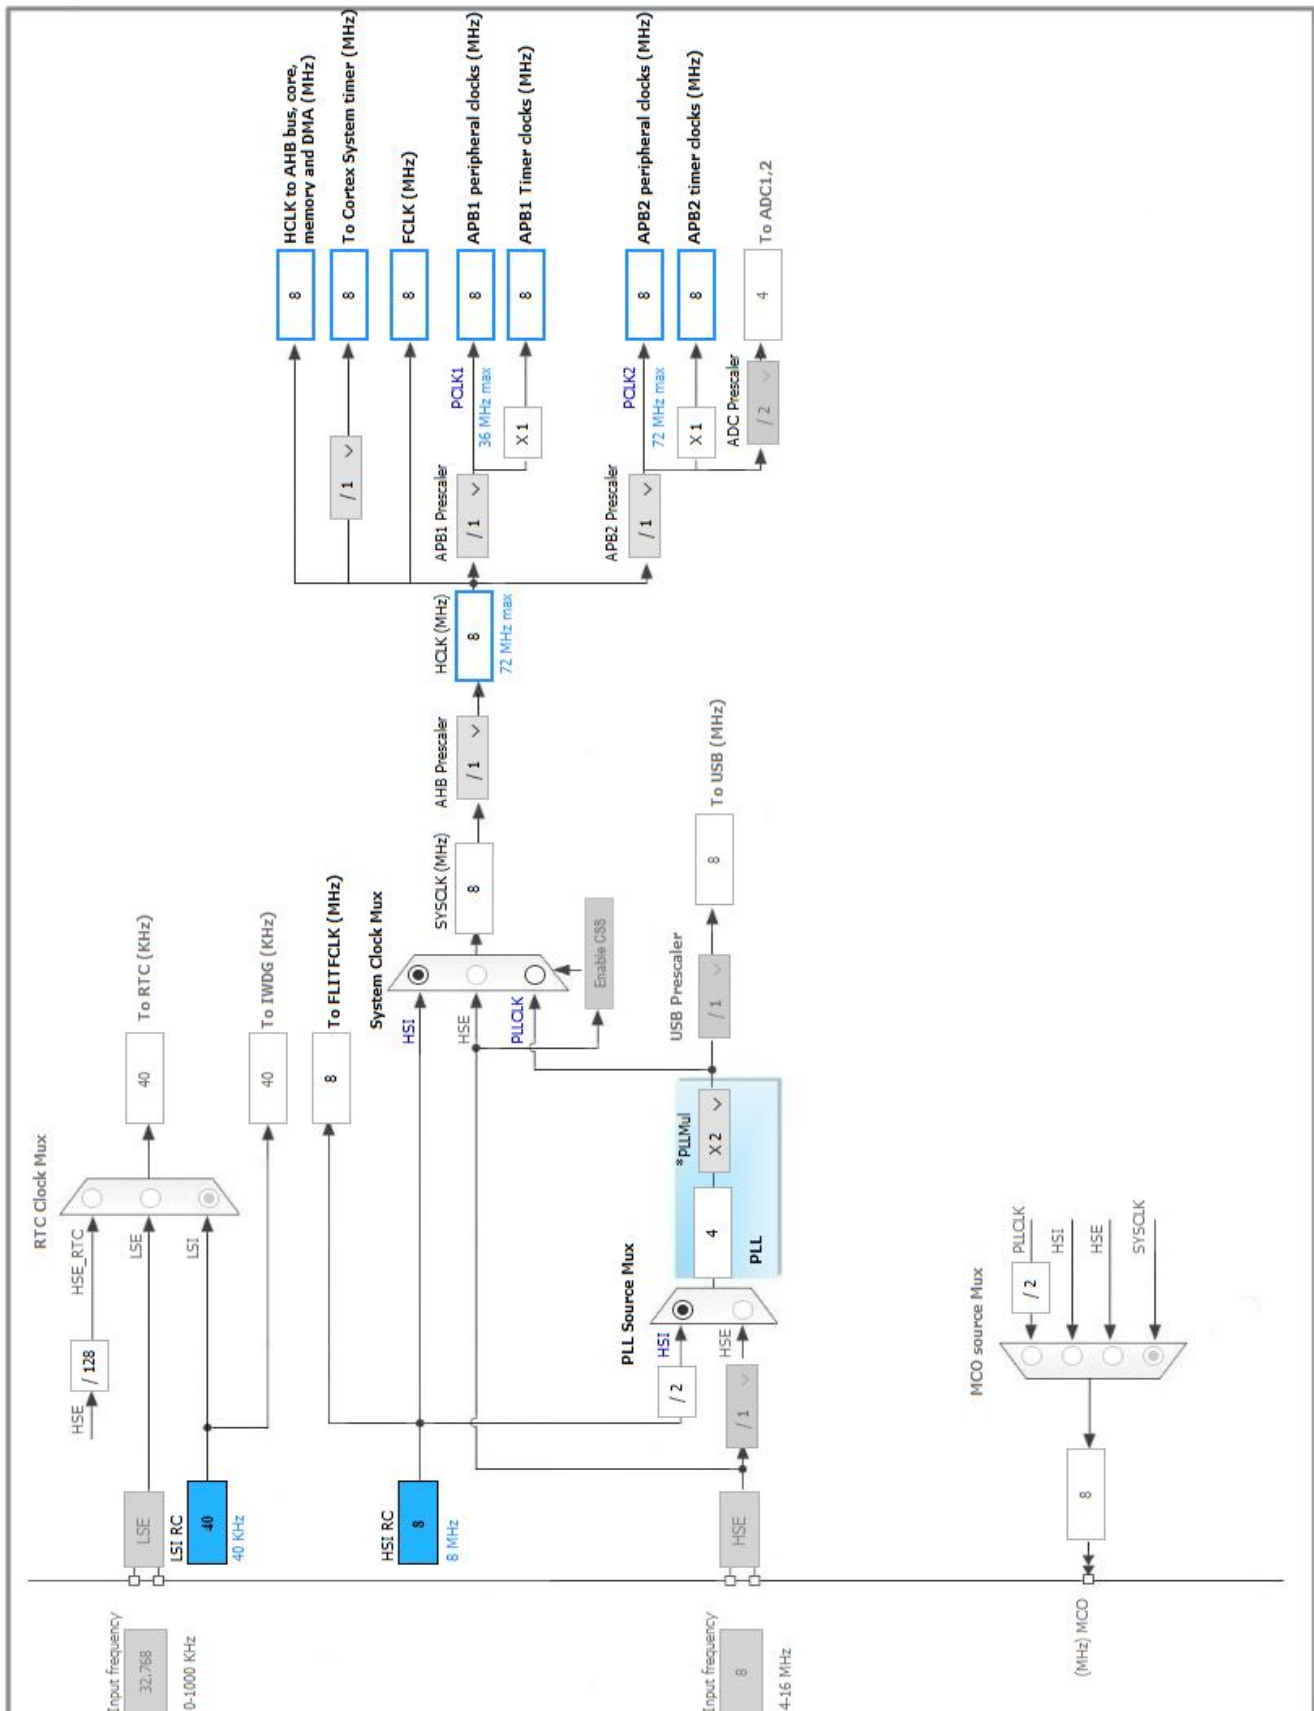 RTC Clock Mux
HSE
/ 128
HSE_RTC
Input frequency
32.768
0-1000 KHz
LSE
LSE
40
To RTC (KHz)
LSI RC
40
40 KHz
LSI
40
To IWDG (KHz)
8
To FLITFCLK (MHz)
HSI RC
8
8 MHz
System Clock Mux
HSI
HSE
PLLCLK
Enable CSS
SYSCLK (MHz)
8
AHB Prescaler
/ 1
HCLK (MHz)
8
72 MHz max
8
HCLK to AHB bus, core,
memory and DMA (MHz)
/ 1
8
To Cortex System timer (MHz)
8
FCLK (MHz)
APB1 Prescaler
/ 1
PCLK1
36 MHz max
8
APB1 peripheral clocks (MHz)
X 1
8
APB1 Timer clocks (MHz)
APB2 Prescaler
/ 1
PCLK2
72 MHz max
8
APB2 peripheral clocks (MHz)
X 1
8
APB2 timer clocks (MHz)
ADC Prescaler
/ 2
4
To ADC1,2
PLL Source Mux
/ 2
HSI
Input frequency
8
4-16 MHz
HSE
/ 1
HSE
4
*PLLMul
X 2
PLL
USB Prescaler
/ 1
8
To USB (MHz)
MCO source Mux
/ 2
PLLCLK
HSI
HSE
SYSCLK
8
(MHz) MCO